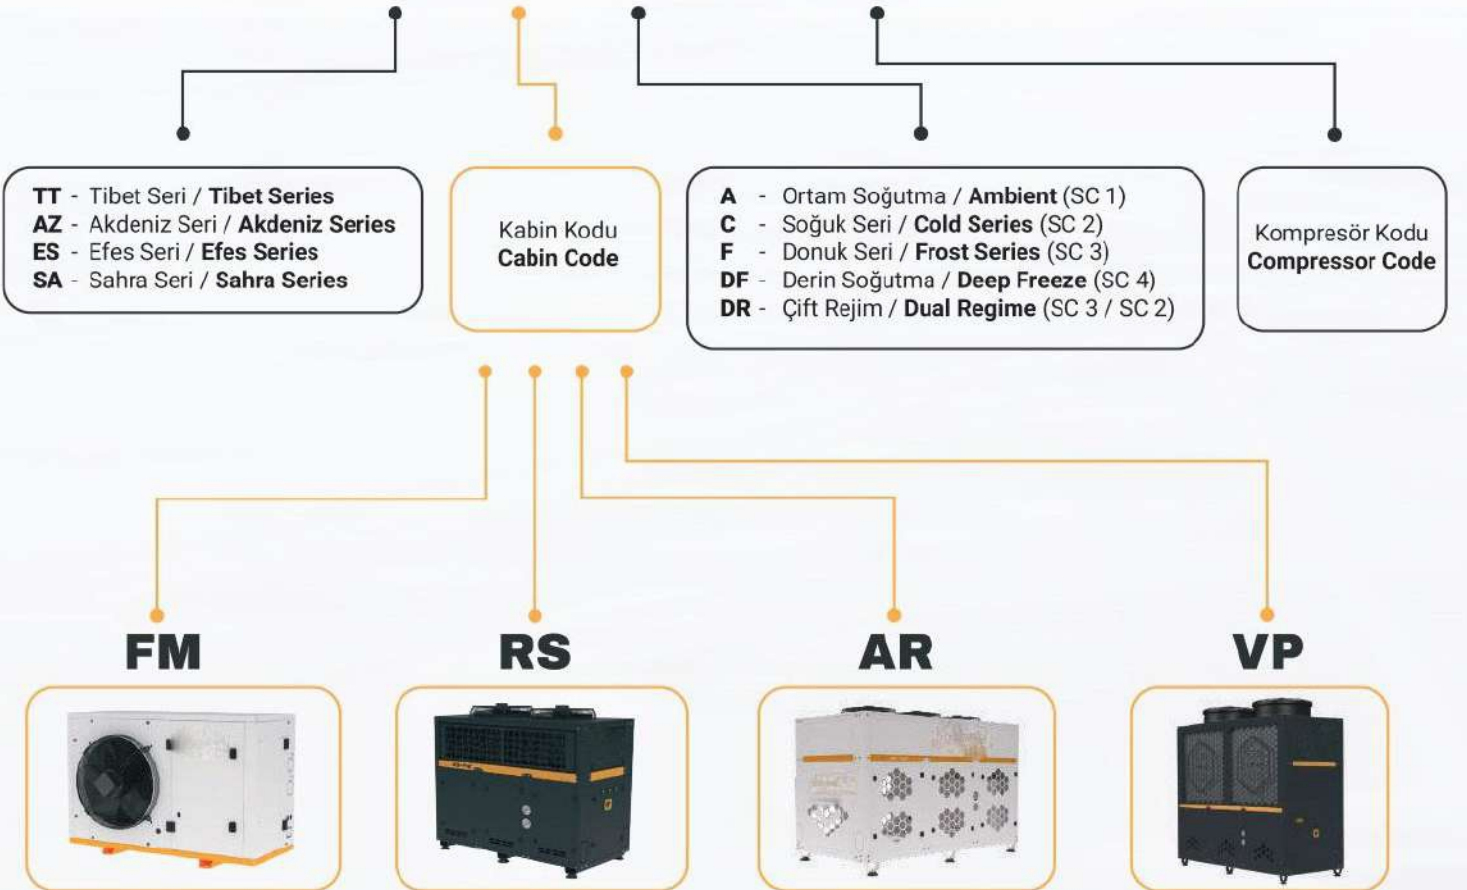 TT - Tibet Seri / Tibet Series
AZ - Akdeniz Seri / Akdeniz Series
ES - Efes Seri / Efes Series
SA - Sahra Seri / Sahra Series
Kabin Kodu
Cabin Code
A - Ortam Soğutma / Ambient (SC 1)
C - Soğuk Seri / Cold Series (SC 2)
F - Donuk Seri / Frost Series (SC 3)
DF - Derin Soğutma / Deep Freeze (SC 4)
DR - Çift Rejim / Dual Regime (SC 3 / SC 2)
Kompresör Kodu
Compressor Code
FM
RS
AR
VP